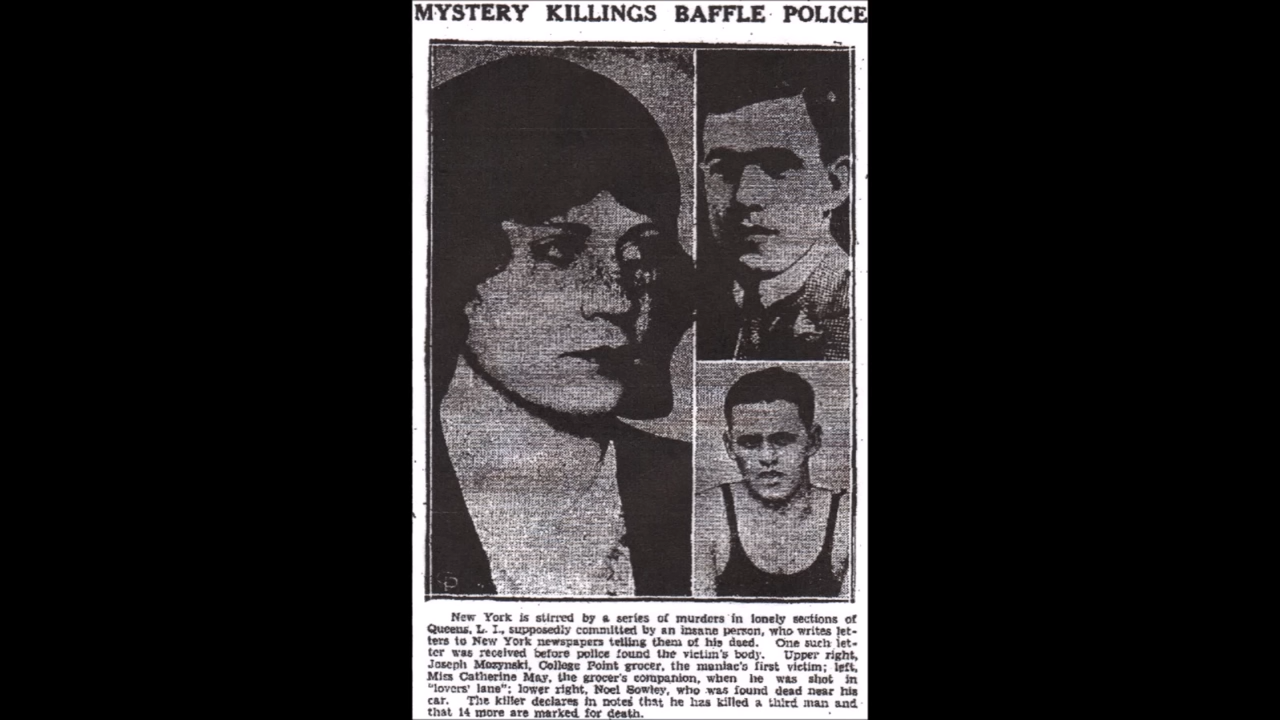 MYSTERY KILLINGS BAFFLE POLICE
New York is stirred by a series of murders in lonely sections of
Queens, L. I., supposedly committed by an insane person, who writes let-
ters to New York newspapers telling them of his deed. One such let-
ter was received before police found the victim's body. Upper right,
Joseph Mozynski, College Point grocer, the maniac's first victim; left,
Miss Catherine May, the grocer's companion, when he was shot in
"lovers' lane"; lower right, Noel Sowley, who was found dead near his
car. The killer declares in notes that he has killed a third man and
that 14 more are marked for death.